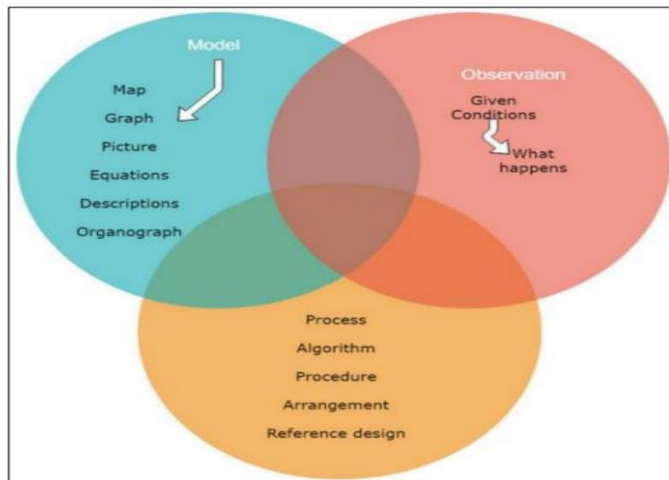 Model
Map
Graph
Picture
Equations
Descriptions
Organograph
Observation
Given
Conditions
What
happens
Process
Algorithm
Procedure
Arrangement
Reference design